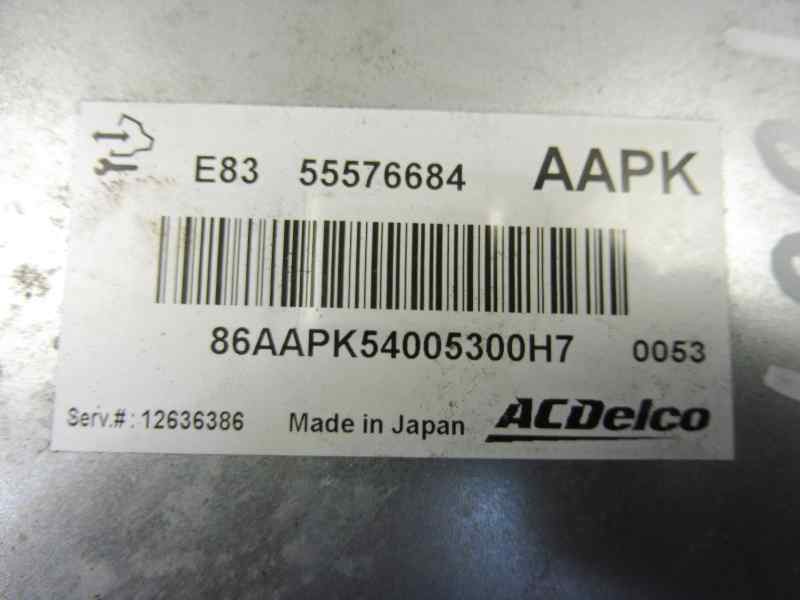 E83 55576684 AAPK
86AAPK54005300H7 0053
Serv.#: 12636386 Made in Japan ACDelco